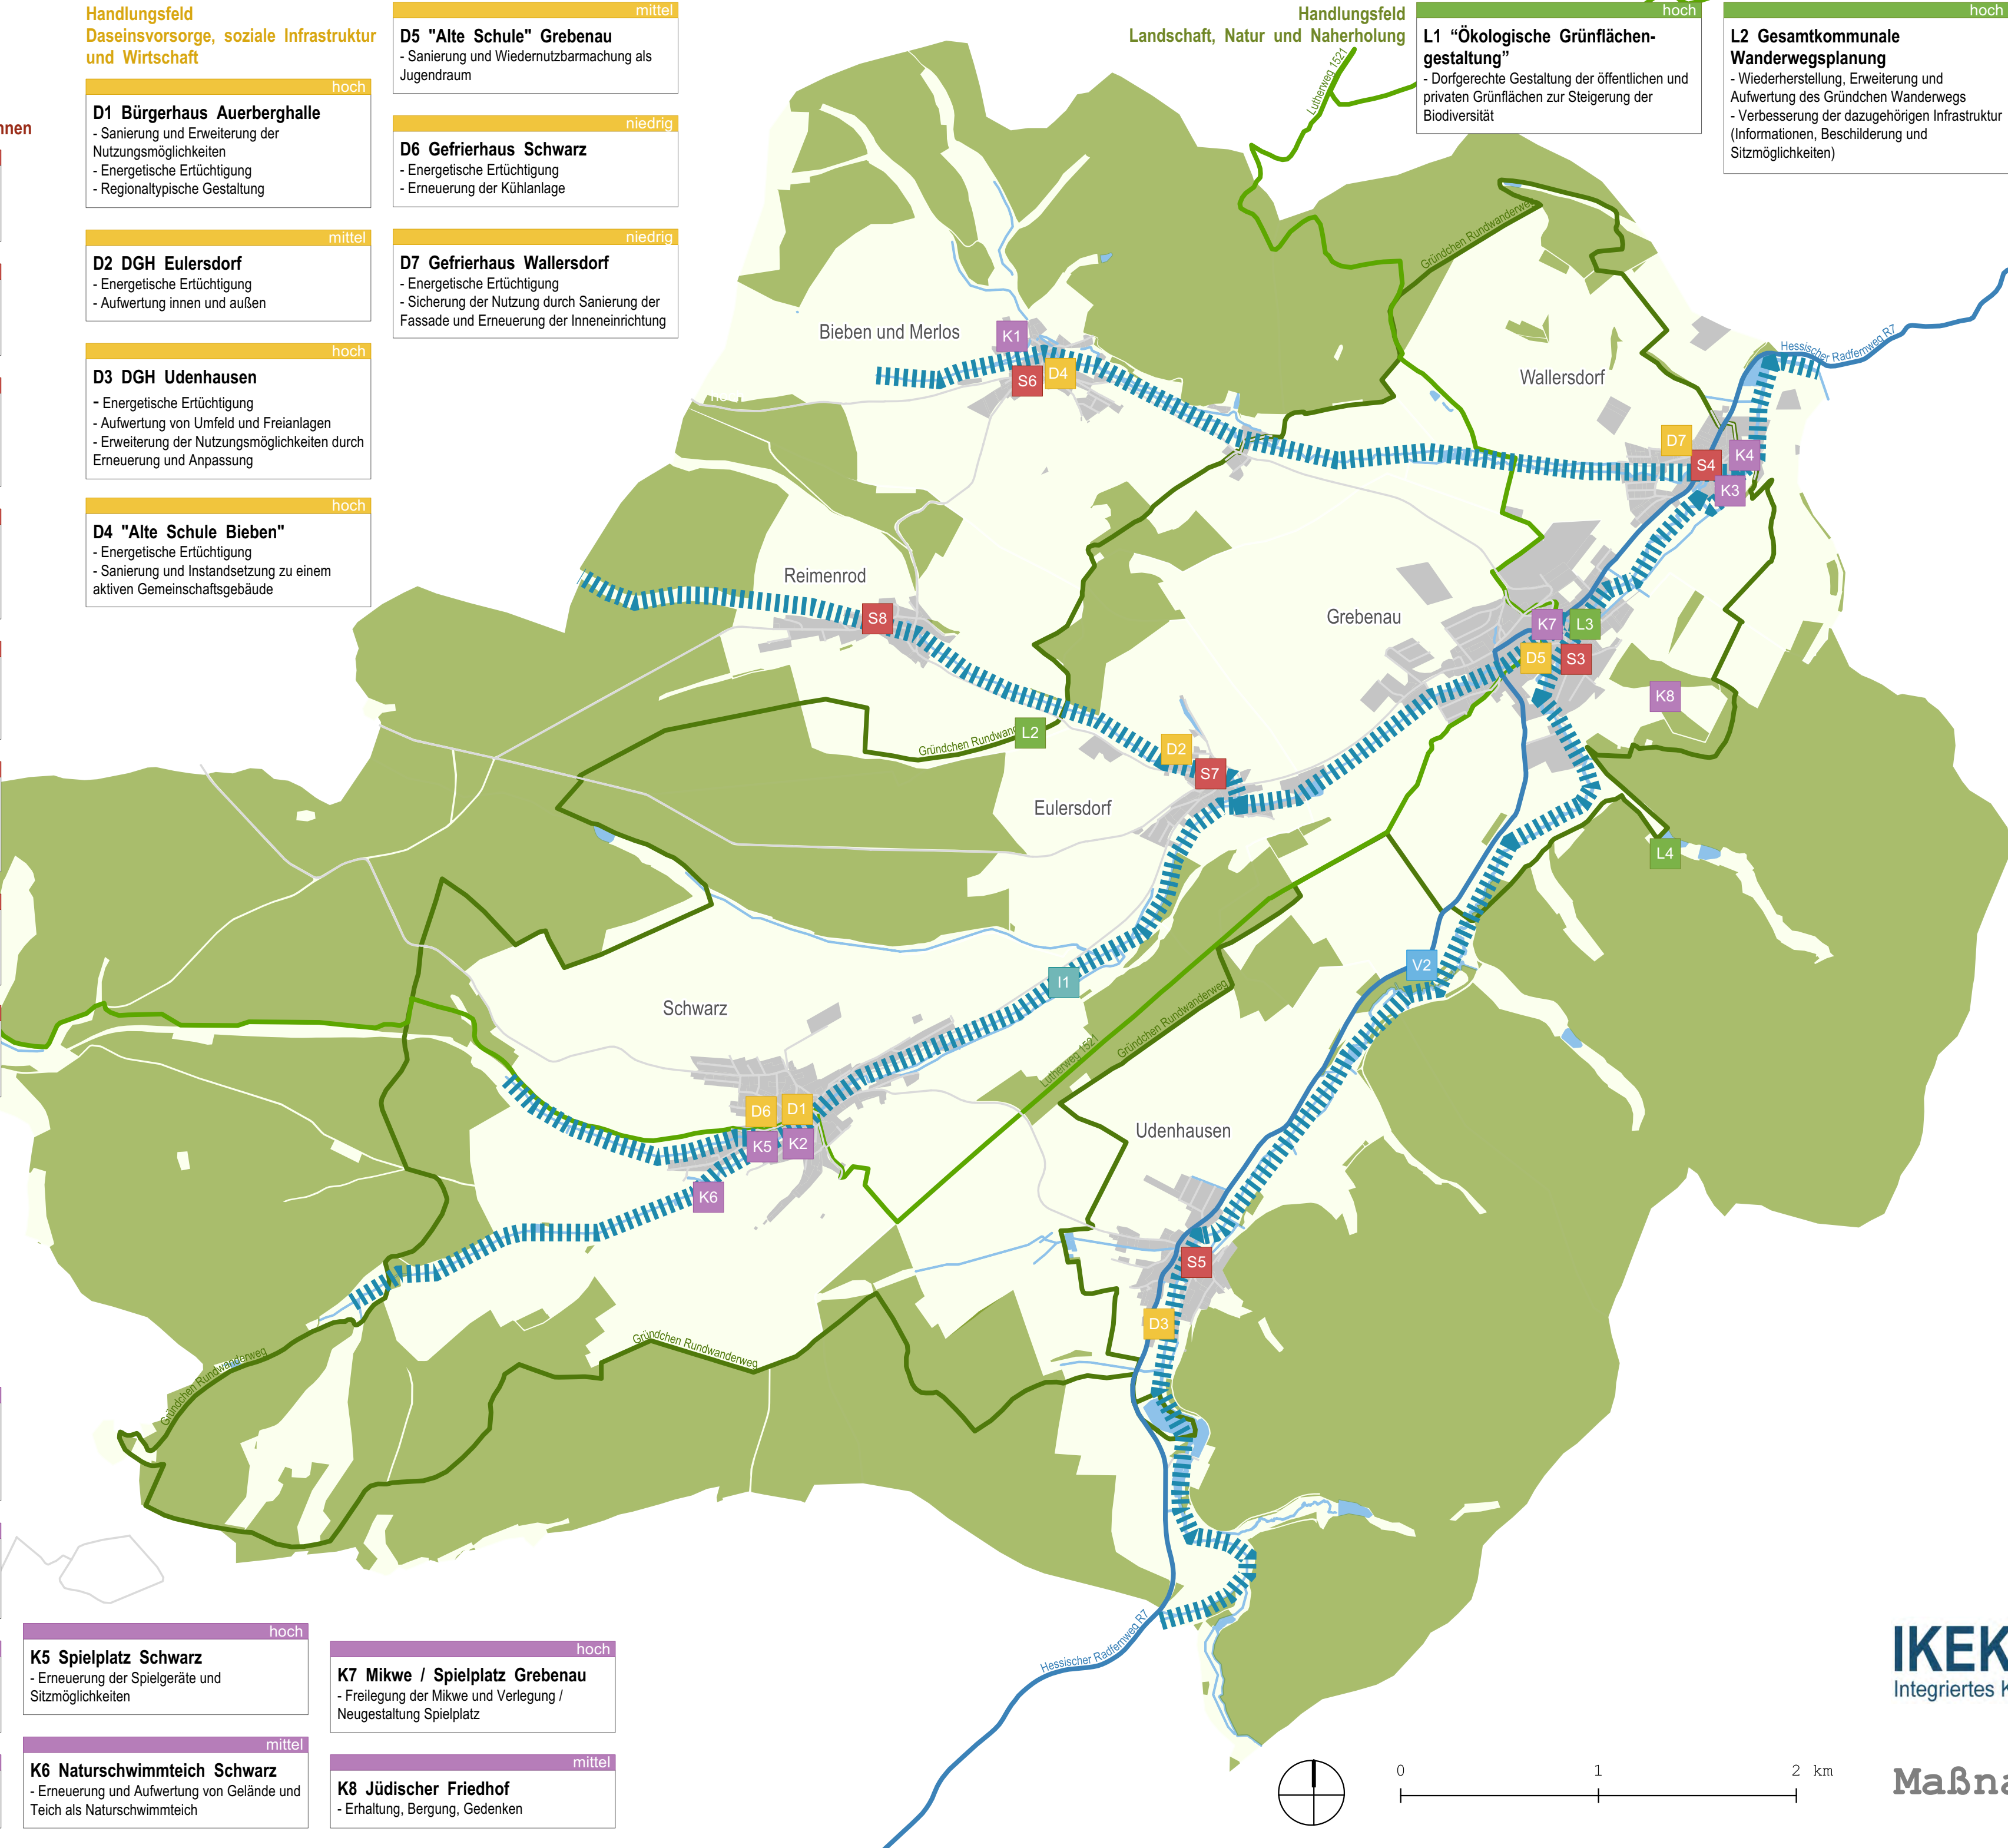 Handlungsfeld
Daseinsvorsorge, soziale Infrastruktur
und Wirtschaft
hoch
D1 Bürgerhaus Auerberghalle
- Sanierung und Erweiterung der
Nutzungsmöglichkeiten
- Energetische Ertüchtigung
- Regionaltypische Gestaltung
mittel
D2 DGH Eulersdorf
- Energetische Ertüchtigung
- Aufwertung innen und außen
hoch
D3 DGH Udenhausen
- Energetische Ertüchtigung
- Aufwertung von Umfeld und Freianlagen
- Erweiterung der Nutzungsmöglichkeiten durch
Erneuerung und Anpassung
hoch
D4 "Alte Schule Bieben"
- Energetische Ertüchtigung
- Sanierung und Instandsetzung zu einem
aktiven Gemeinschaftsgebäude
mittel
D5 "Alte Schule" Grebenau
- Sanierung und Wiedernutzbarmachung als
Jugendraum
niedrig
D6 Gefrierhaus Schwarz
- Energetische Ertüchtigung
- Erneuerung der Kühlanlage
niedrig
D7 Gefrierhaus Wallersdorf
- Energetische Ertüchtigung
- Sicherung der Nutzung durch Sanierung der
Fassade und Erneuerung der Inneneinrichtung
Handlungsfeld
Landschaft, Natur und Naherholung
hoch
L1 “Ökologische Grünflächen-
gestaltung”
- Dorfgerechte Gestaltung der öffentlichen und
privaten Grünflächen zur Steigerung der
Biodiversität
hoch
L2 Gesamtkommunale
Wanderwegsplanung
- Wiederherstellung, Erweiterung und
Aufwertung des Gründchen Wanderwegs
- Verbesserung der dazugehörigen Infrastruktur
(Informationen, Beschilderung und
Sitzmöglichkeiten)
nnen
Lutherweg 1521
Gründchen Rundwanderweg
Hessischer Radfernweg R7
Bieben und Merlos
K1
S6
D4
Wallersdorf
D7
S4
K4
K3
Reimenrod
S8
Grebenau
K7
L3
D5
S3
K8
Gründchen Rundwan
L2
D2
S7
Eulersdorf
L4
V2
I1
Schwarz
Gründchen Rundwanderweg
Lutherweg 1521
D6
D1
K5
K2
K6
Udenhausen
S5
D3
Gründchen Rundwanderweg
Gründchen Rundwanderweg
Hessischer Radfernweg R7
hoch
K5 Spielplatz Schwarz
- Erneuerung der Spielgeräte und
Sitzmöglichkeiten
mittel
K6 Naturschwimmteich Schwarz
- Erneuerung und Aufwertung von Gelände und
Teich als Naturschwimmteich
hoch
K7 Mikwe / Spielplatz Grebenau
- Freilegung der Mikwe und Verlegung /
Neugestaltung Spielplatz
mittel
K8 Jüdischer Friedhof
- Erhaltung, Bergung, Gedenken
0 1 2 km
IKEK
Integriertes K
Maßna